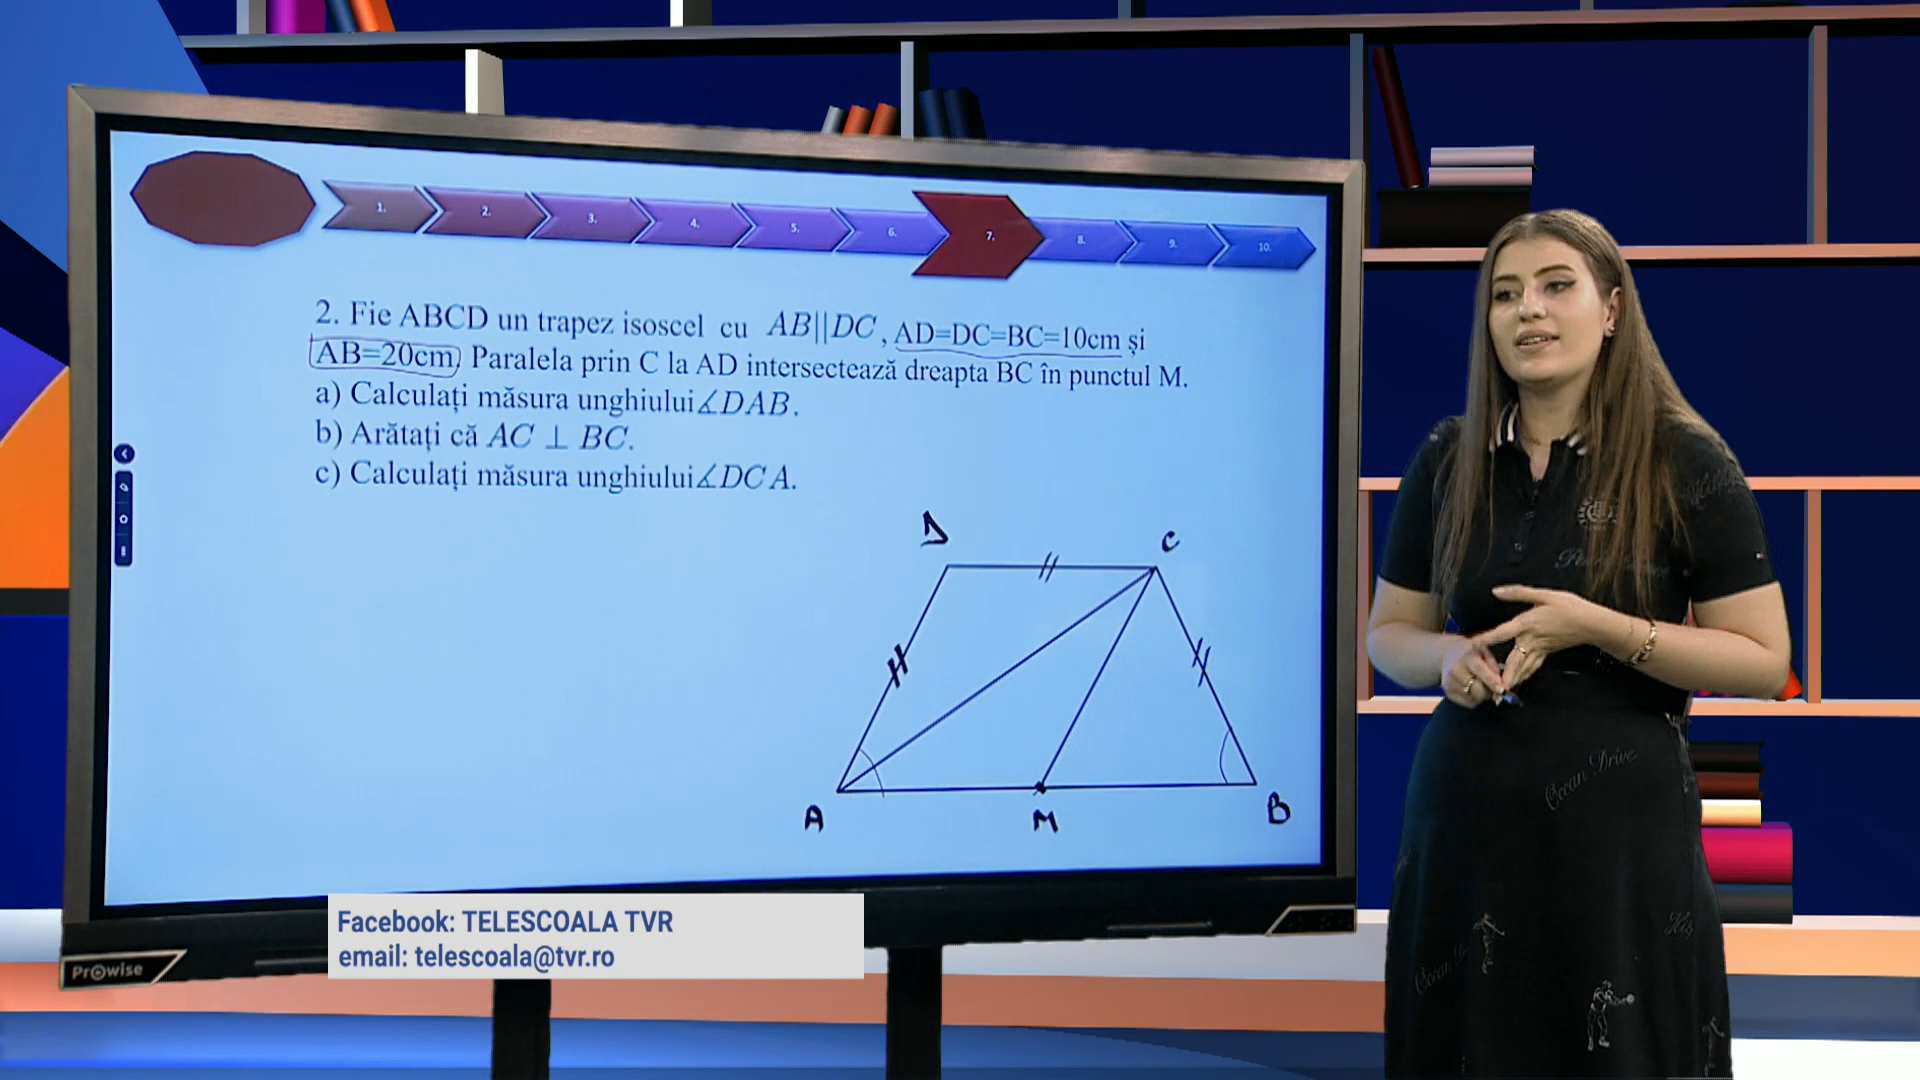 1. 2. 3. 4. 5. 6. 7. 8. 9. 10.
2. Fie ABCD un trapez isoscel cu AB||DC, AD=DC=BC=10cm și
AB=20cm. Paralela prin C la AD intersectează dreapta BC în punctul M.
a) Calculați măsura unghiului∡DAB.
b) Arătați că AC ⊥ BC.
c) Calculați măsura unghiului∡DCA.
D C
A M B
Facebook: TELESCOALA TVR
email: telescoala@tvr.ro
Prowise
Ocean Drive